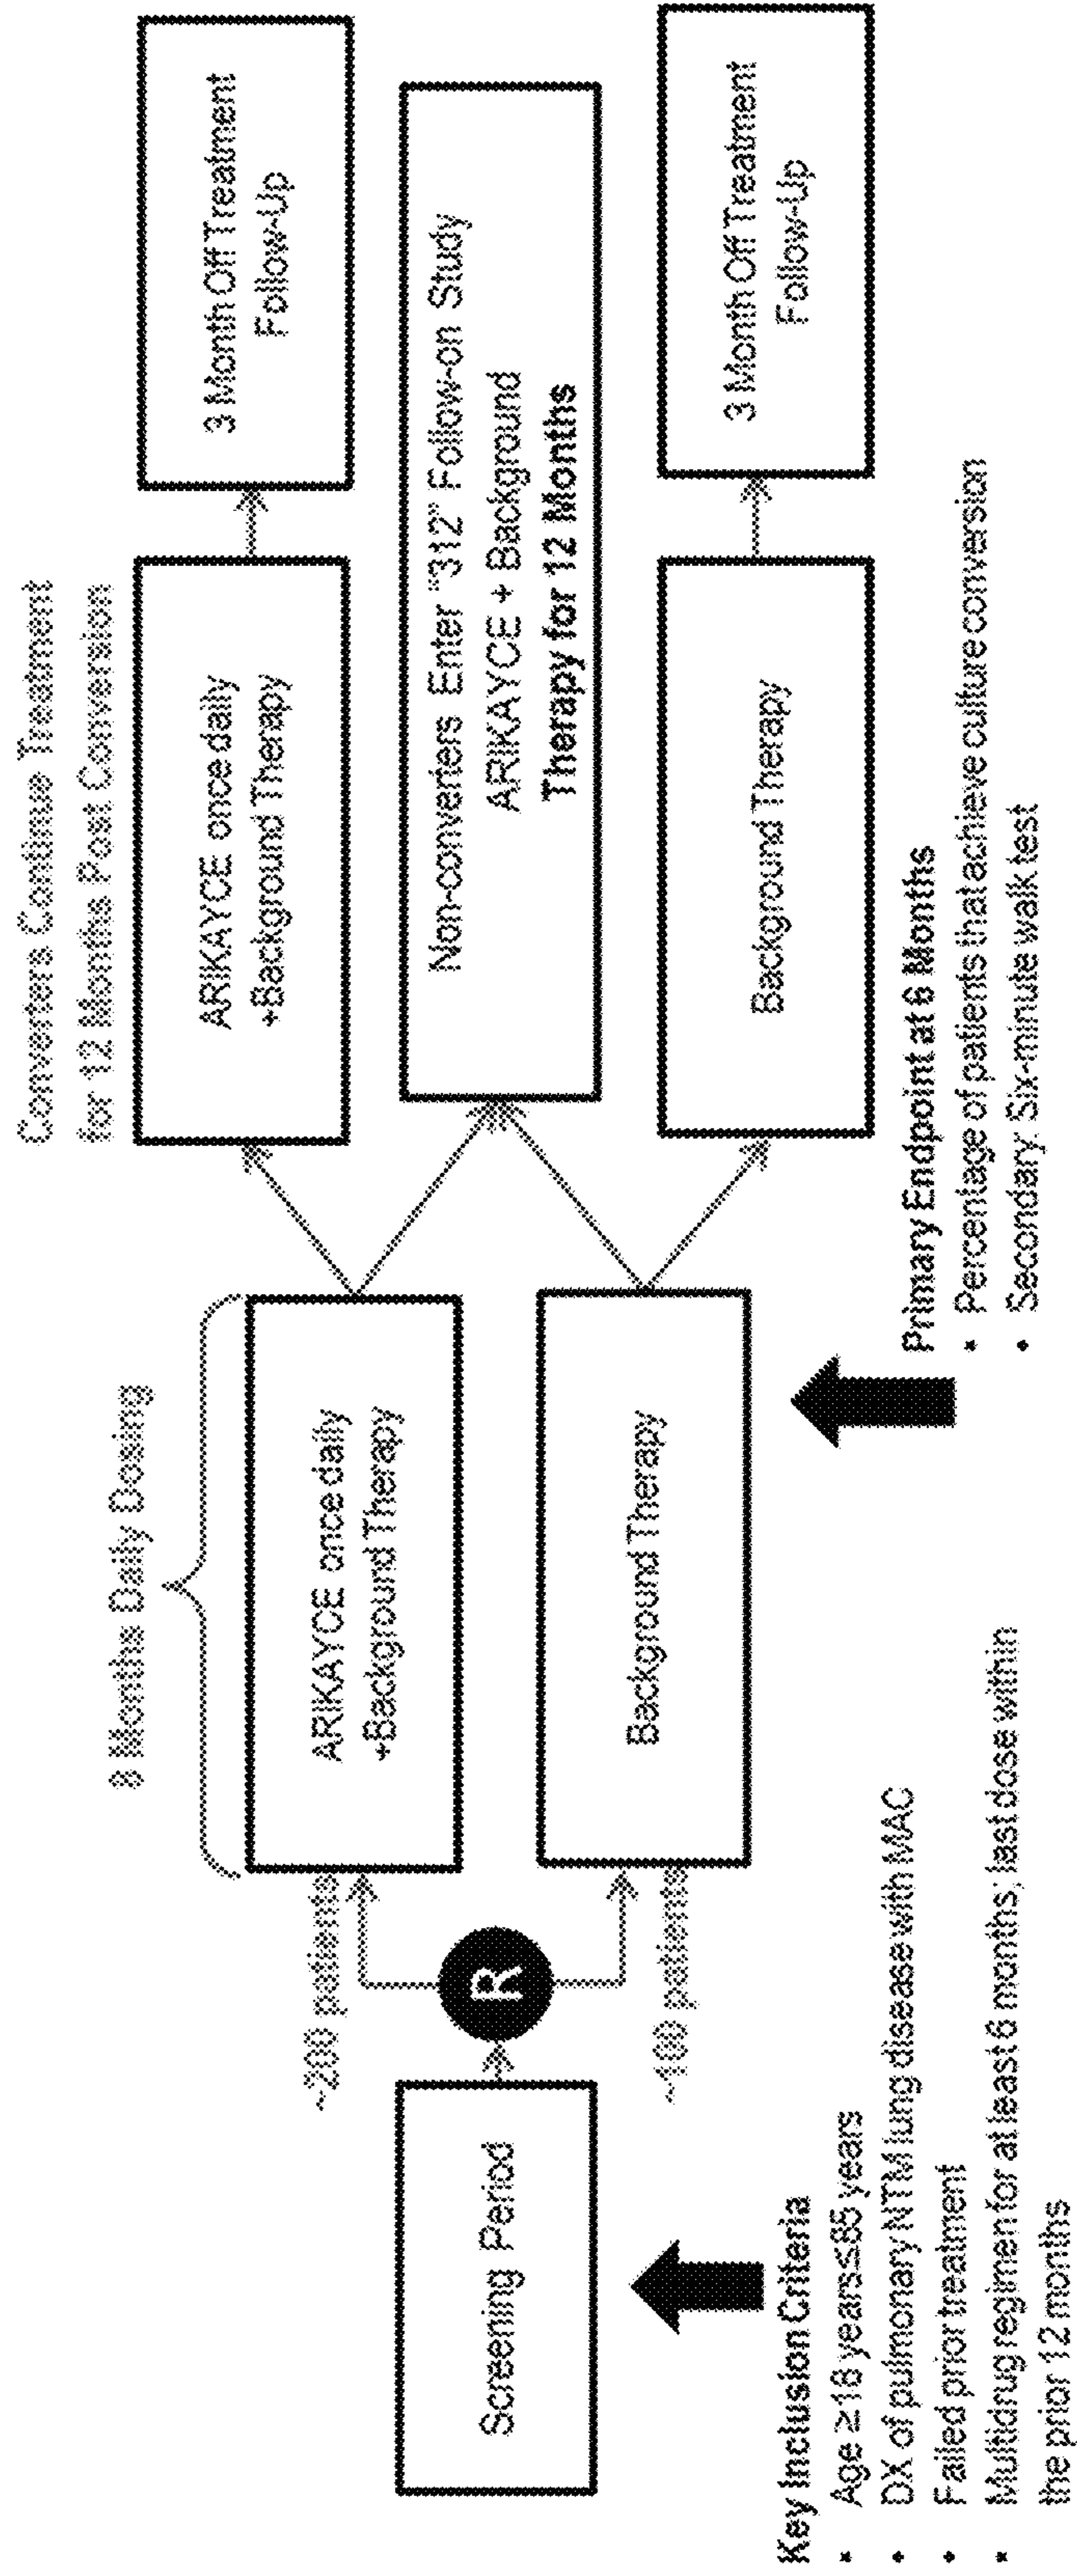 Screening Period
Key Inclusion Criteria
Age ≥18 years≤85 years
DX of pulmonary NTM lung disease with MAC
Failed prior treatment
Multidrug regimen for at least 6 months; last dose within
the prior 12 months
R
~200 patients
~100 patients
8 Months Daily Dosing
ARIKAYCE once daily
+Background Therapy
Background Therapy
Primary Endpoint at 6 Months
Percentage of patients that achieve culture conversion
Secondary: Six-minute walk test
Converters Continue Treatment
for 12 Months Post Conversion
ARIKAYCE once daily
+Background Therapy
Non-converters Enter "312" Follow-on Study
ARIKAYCE + Background
Therapy for 12 Months
Background Therapy
3 Month Off Treatment
Follow-Up
3 Month Off Treatment
Follow-Up